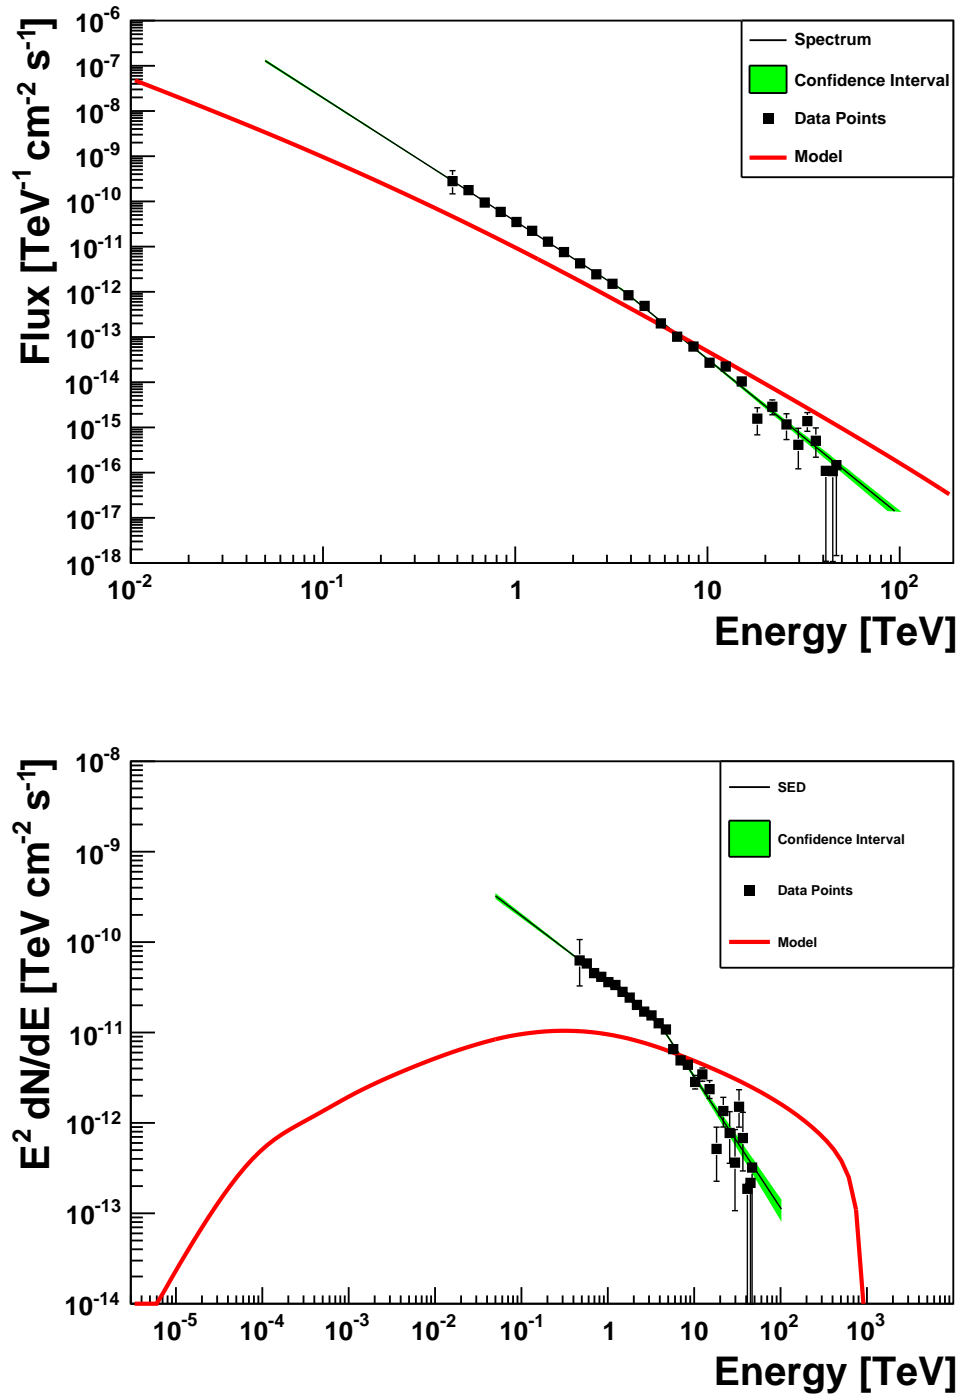 Flux [TeV⁻¹ cm⁻² s⁻¹]
10⁻⁶
10⁻⁷
10⁻⁸
10⁻⁹
10⁻¹⁰
10⁻¹¹
10⁻¹²
10⁻¹³
10⁻¹⁴
10⁻¹⁵
10⁻¹⁶
10⁻¹⁷
10⁻¹⁸
Spectrum
Confidence Interval
Data Points
Model
10⁻² 10⁻¹ 1 10 10²
Energy [TeV]
E² dN/dE [TeV cm⁻² s⁻¹]
10⁻⁸
10⁻⁹
10⁻¹⁰
10⁻¹¹
10⁻¹²
10⁻¹³
10⁻¹⁴
SED
Confidence Interval
Data Points
Model
10⁻⁵ 10⁻⁴ 10⁻³ 10⁻² 10⁻¹ 1 10 10² 10³
Energy [TeV]